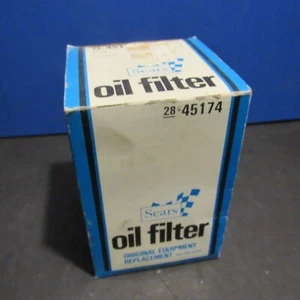 Sears
oil filter
28-45174
Sears
oil filter
ORIGINAL EQUIPMENT
REPLACEMENT